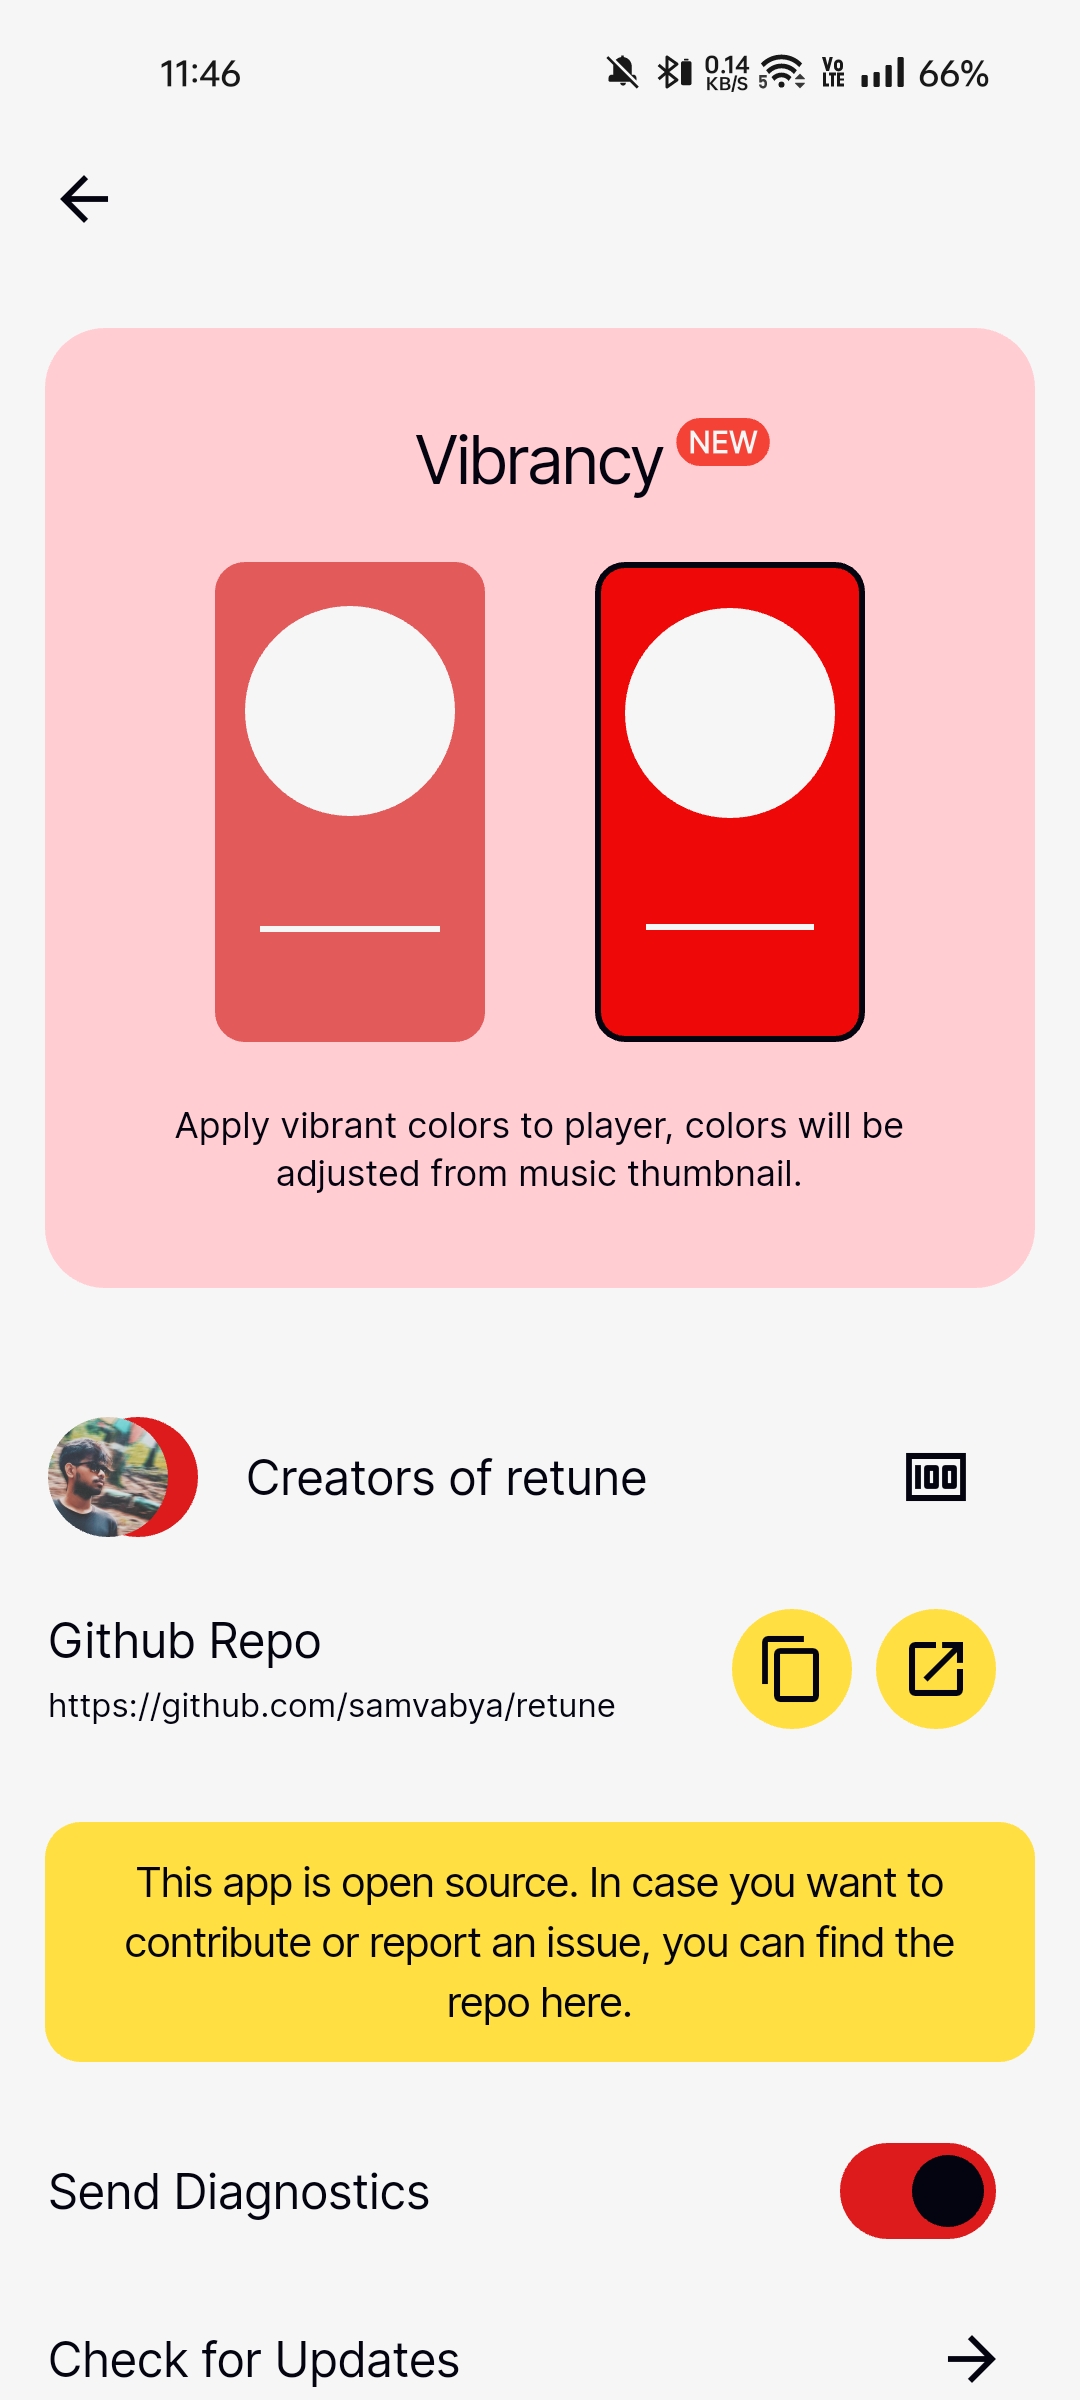 11:46
0.14
KB/S
5
Vo
LTE
66%
Vibrancy
NEW
Apply vibrant colors to player, colors will be
adjusted from music thumbnail.
Creators of retune
100
Github Repo
https://github.com/samvabya/retune
This app is open source. In case you want to
contribute or report an issue, you can find the
repo here.
Send Diagnostics
Check for Updates